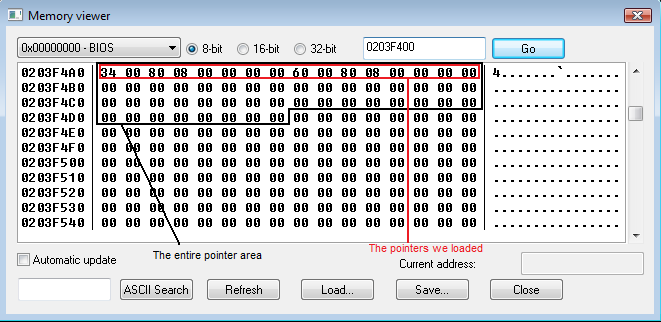 Memory viewer
0x00000000 - BIOS 8-bit 16-bit 32-bit 0203F400 Go
0203F4A0 34 00 80 08 00 00 00 00 60 00 80 08 00 00 00 00 4.......`.......
0203F4B0 00 00 00 00 00 00 00 00 00 00 00 00 00 00 00 00 ................
0203F4C0 00 00 00 00 00 00 00 00 00 00 00 00 00 00 00 00 ................
0203F4D0 00 00 00 00 00 00 00 00 00 00 00 00 00 00 00 00 ................
0203F4E0 00 00 00 00 00 00 00 00 00 00 00 00 00 00 00 00 ................
0203F4F0 00 00 00 00 00 00 00 00 00 00 00 00 00 00 00 00 ................
0203F500 00 00 00 00 00 00 00 00 00 00 00 00 00 00 00 00 ................
0203F510 00 00 00 00 00 00 00 00 00 00 00 00 00 00 00 00 ................
0203F520 00 00 00 00 00 00 00 00 00 00 00 00 00 00 00 00 ................
0203F530 00 00 00 00 00 00 00 00 00 00 00 00 00 00 00 00 ................
0203F540 00 00 00 00 00 00 00 00 00 00 00 00 00 00 00 00 ................
The entire pointer area The pointers we loaded
Automatic update Current address:
ASCII Search Refresh Load... Save... Close